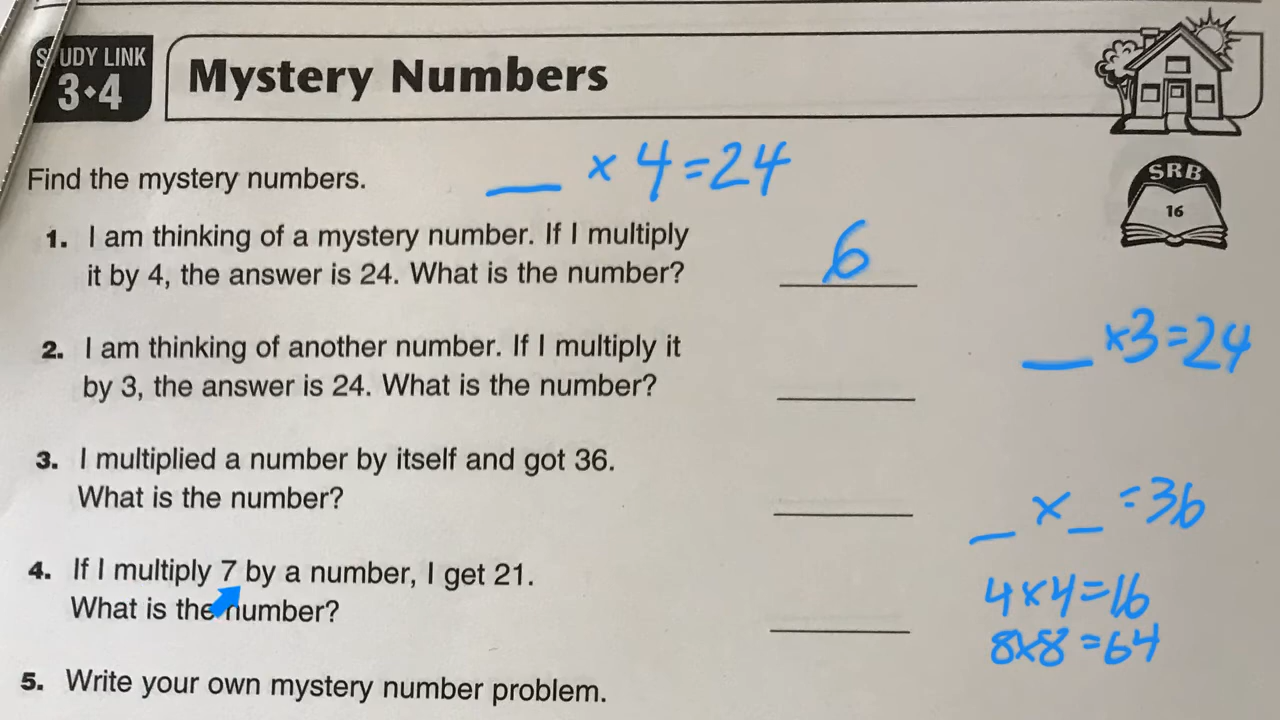 STUDY LINK
3•4
Mystery Numbers
Find the mystery numbers.
__ × 4=24
SRB
16
1. I am thinking of a mystery number. If I multiply
it by 4, the answer is 24. What is the number?
6
2. I am thinking of another number. If I multiply it
by 3, the answer is 24. What is the number?
__ ×3=24
3. I multiplied a number by itself and got 36.
What is the number?
__ ×__ =36
4. If I multiply 7 by a number, I get 21.
What is the number?
4×4=16
8×8=64
5. Write your own mystery number problem.